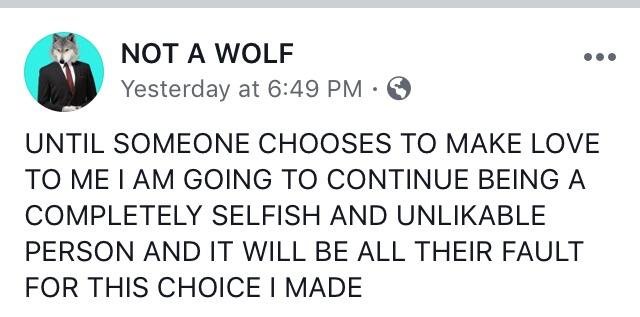 NOT A WOLF
Yesterday at 6:49 PM ·
UNTIL SOMEONE CHOOSES TO MAKE LOVE
TO ME I AM GOING TO CONTINUE BEING A
COMPLETELY SELFISH AND UNLIKABLE
PERSON AND IT WILL BE ALL THEIR FAULT
FOR THIS CHOICE I MADE